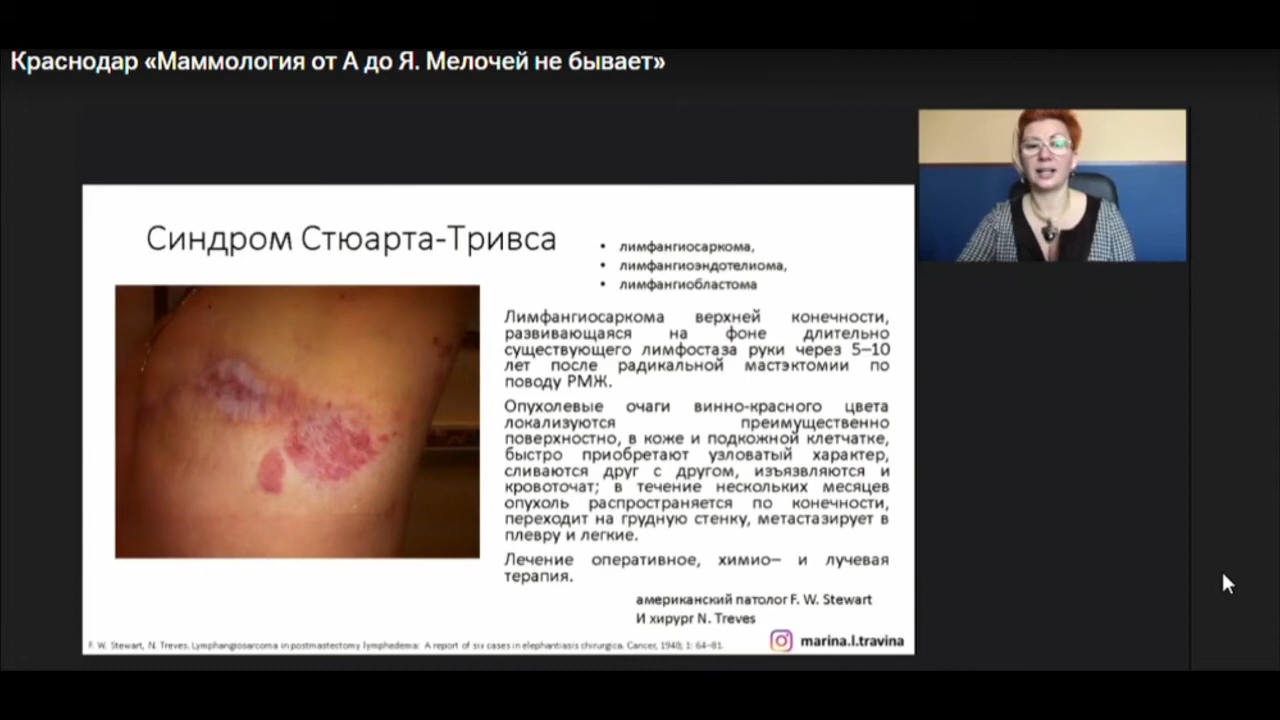 Краснодар «Маммология от А до Я. Мелочей не бывает»
Синдром Стюарта-Тривса
• лимфангиосаркома,
• лимфангиоэндотелиома,
• лимфангиобластома
Лимфангиосаркома верхней конечности,
развивающаяся на фоне длительно
существующего лимфостаза руки через 5–10
лет после радикальной мастэктомии по
поводу РМЖ.
Опухолевые очаги винно-красного цвета
локализуются преимущественно
поверхностно, в коже и подкожной клетчатке,
быстро приобретают узловатый характер,
сливаются друг с другом, изъязвляются и
кровоточат; в течение нескольких месяцев
опухоль распространяется по конечности,
переходит на грудную стенку, метастазирует в
плевру и легкие.
Лечение оперативное, химио– и лучевая
терапия.
американский патолог F. W. Stewart
И хирург N. Treves
marina.l.travina
F. W. Stewart, N. Treves. Lymphangiosarcoma in postmastectomy lymphedema: A report of six cases in elephantiasis chirurgica. Cancer, 1948; 1: 64–81.